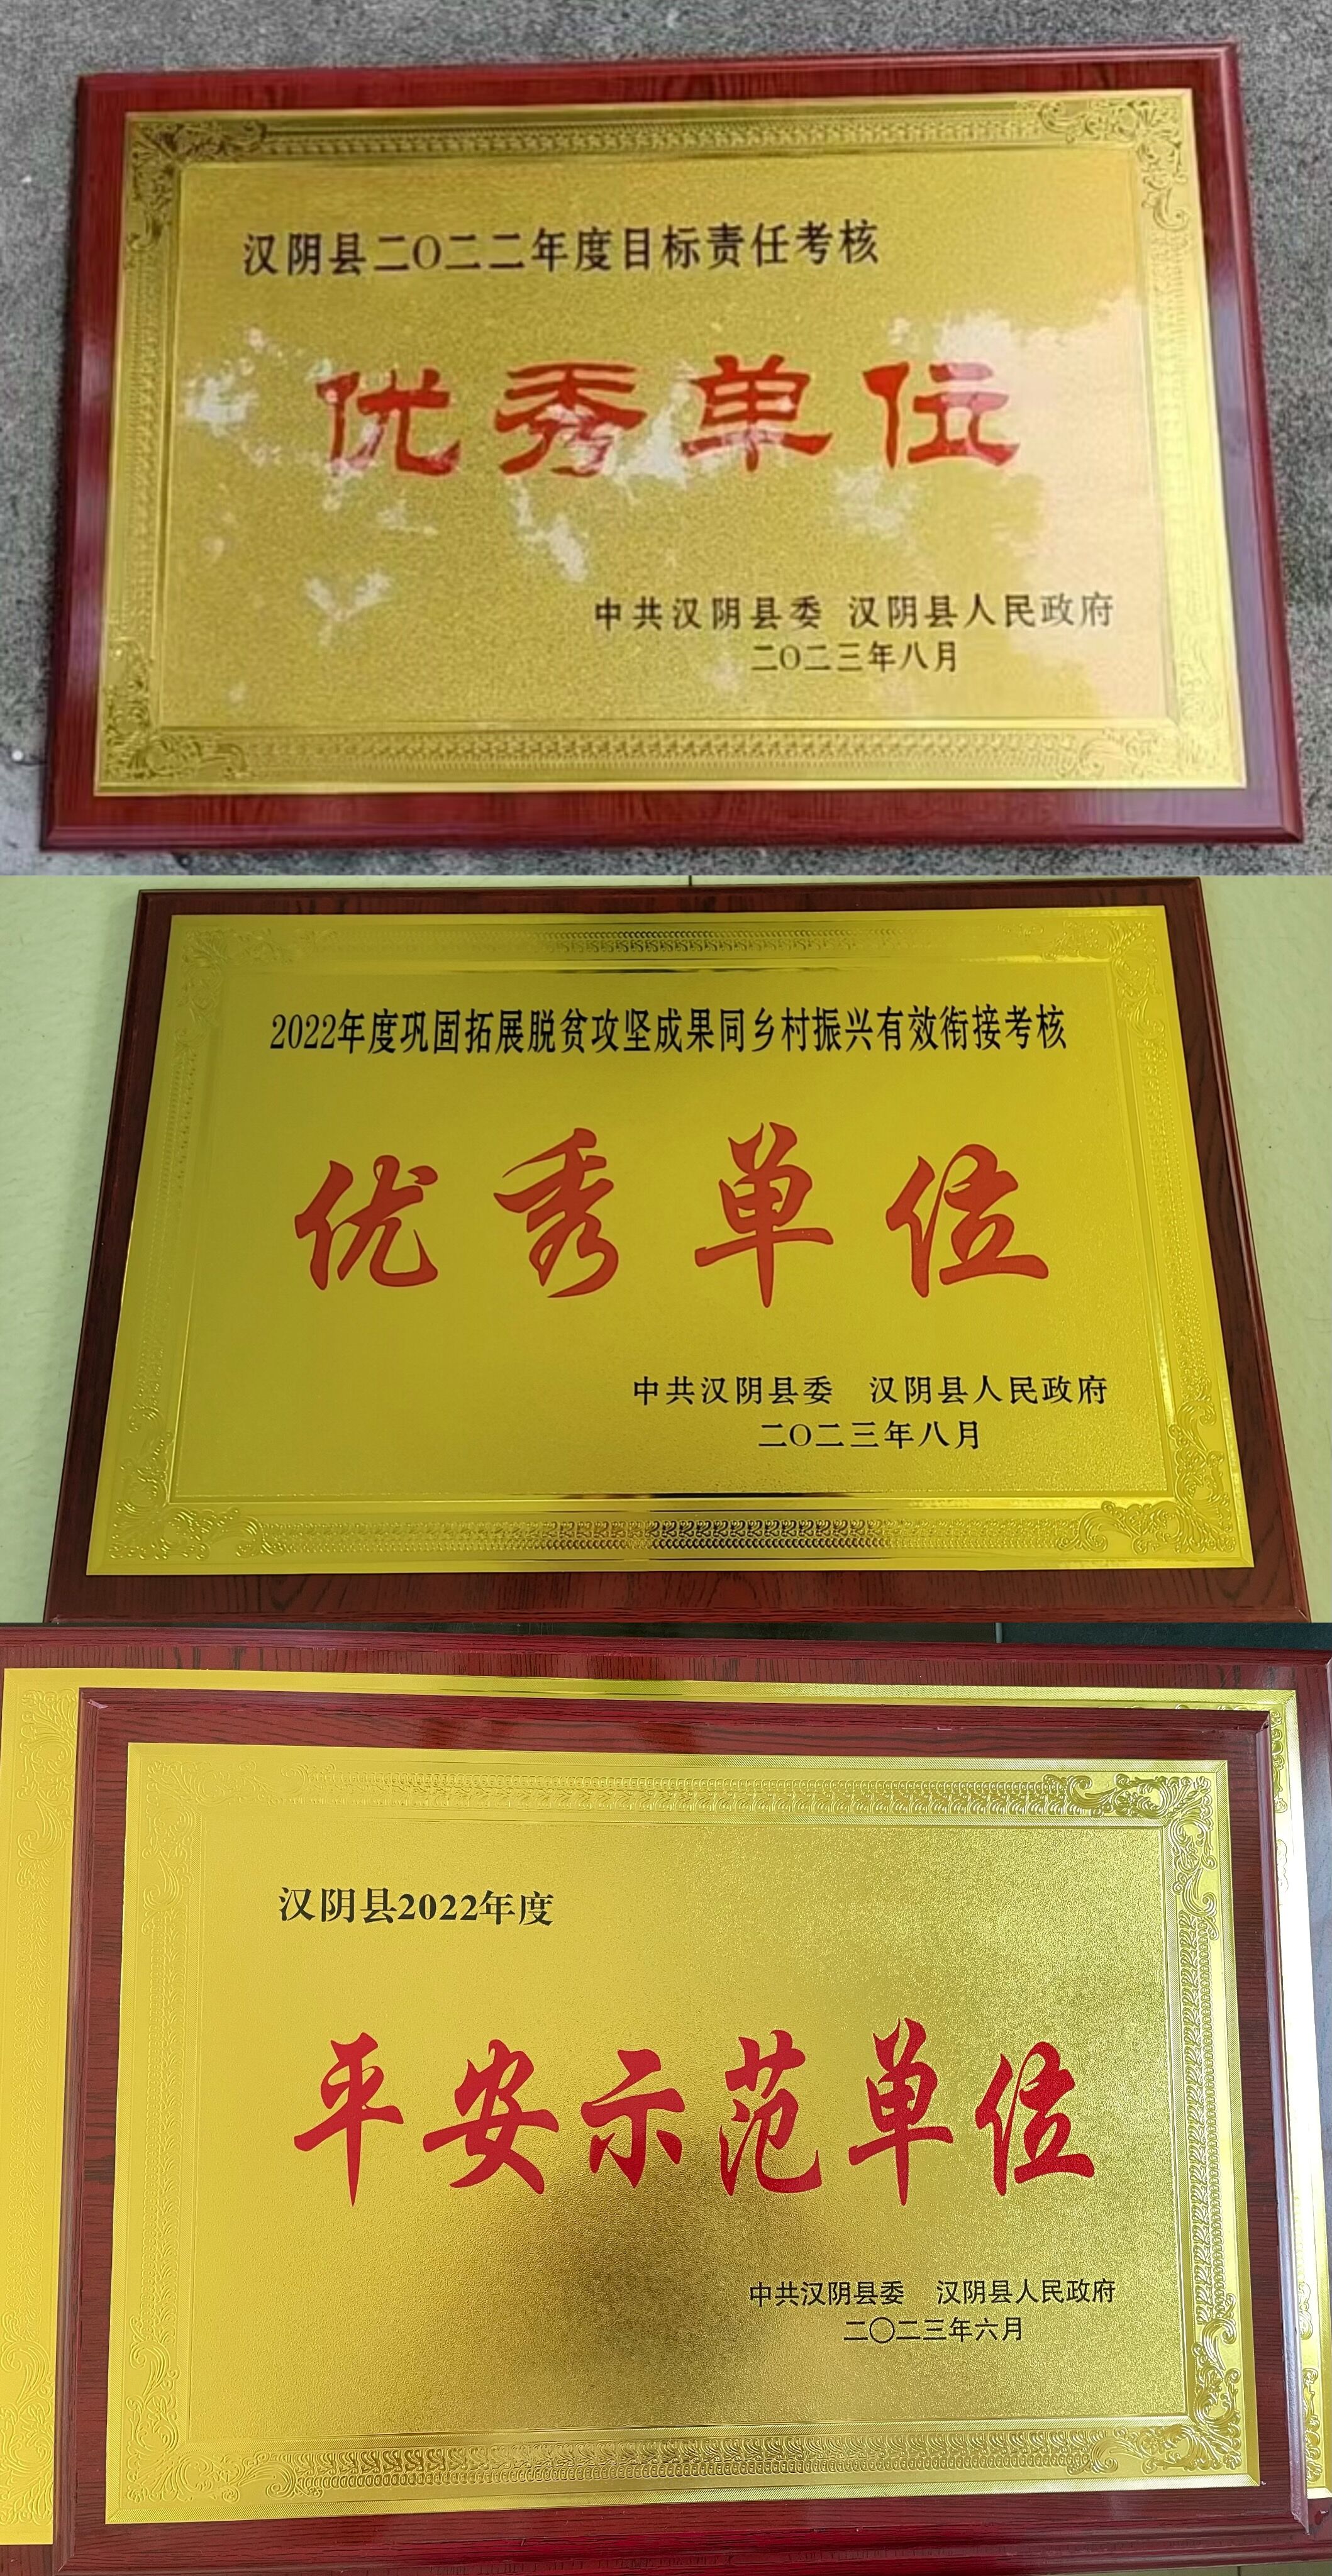 汉阴县二〇二二年度目标责任考核
优秀单位
中共汉阴县委 汉阴县人民政府
二〇二三年八月
2022年度巩固拓展脱贫攻坚成果同乡村振兴有效衔接考核
优秀单位
中共汉阴县委 汉阴县人民政府
二〇二三年八月
汉阴县2022年度
平安示范单位
中共汉阴县委 汉阴县人民政府
二〇二三年六月